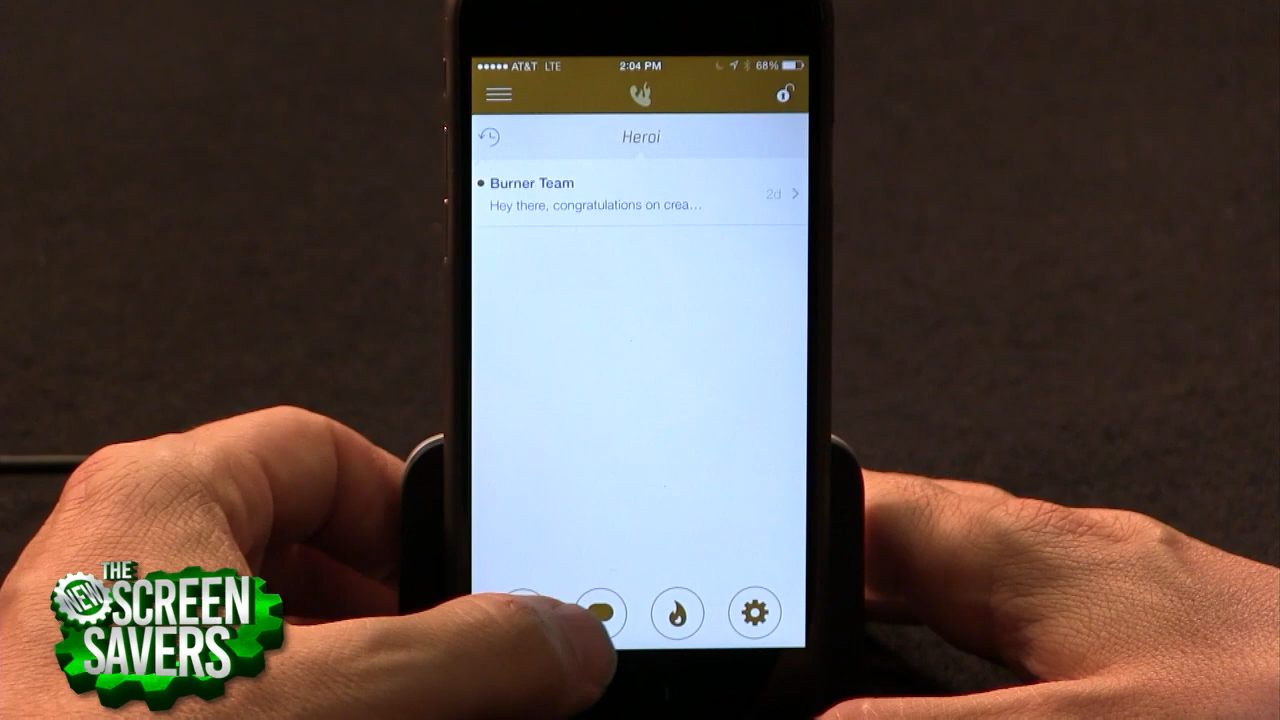 AT&T LTE 2:04 PM 68%
Heroi
Burner Team
2d
Hey there, congratulations on crea…
THE
NEW SCREEN
SAVERS